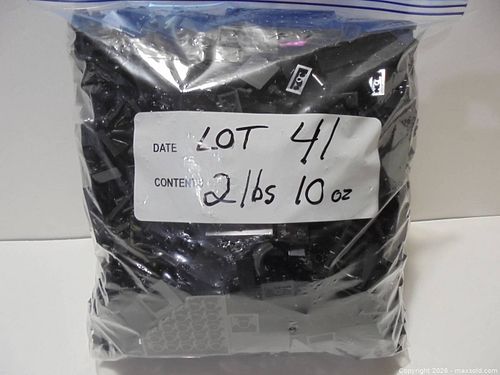 DATE LOT 41
CONTENTS 2 lbs 10 oz
Copyright 2026 - maxsold.com